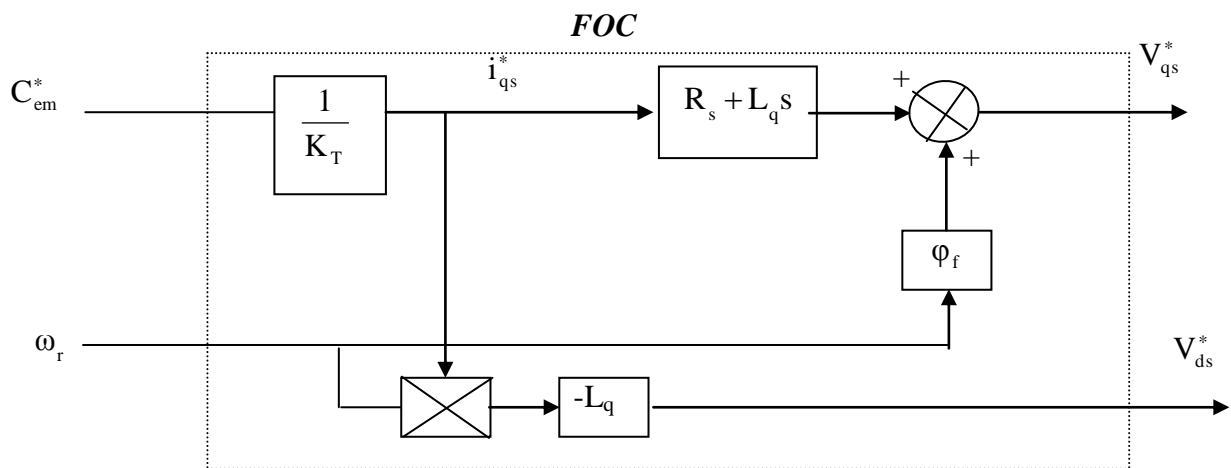 FOC
C*em
1
K_T
i*qs
R_s + L_q s
+
V*qs
+
φ_f
ω_r
-L_q
V*ds